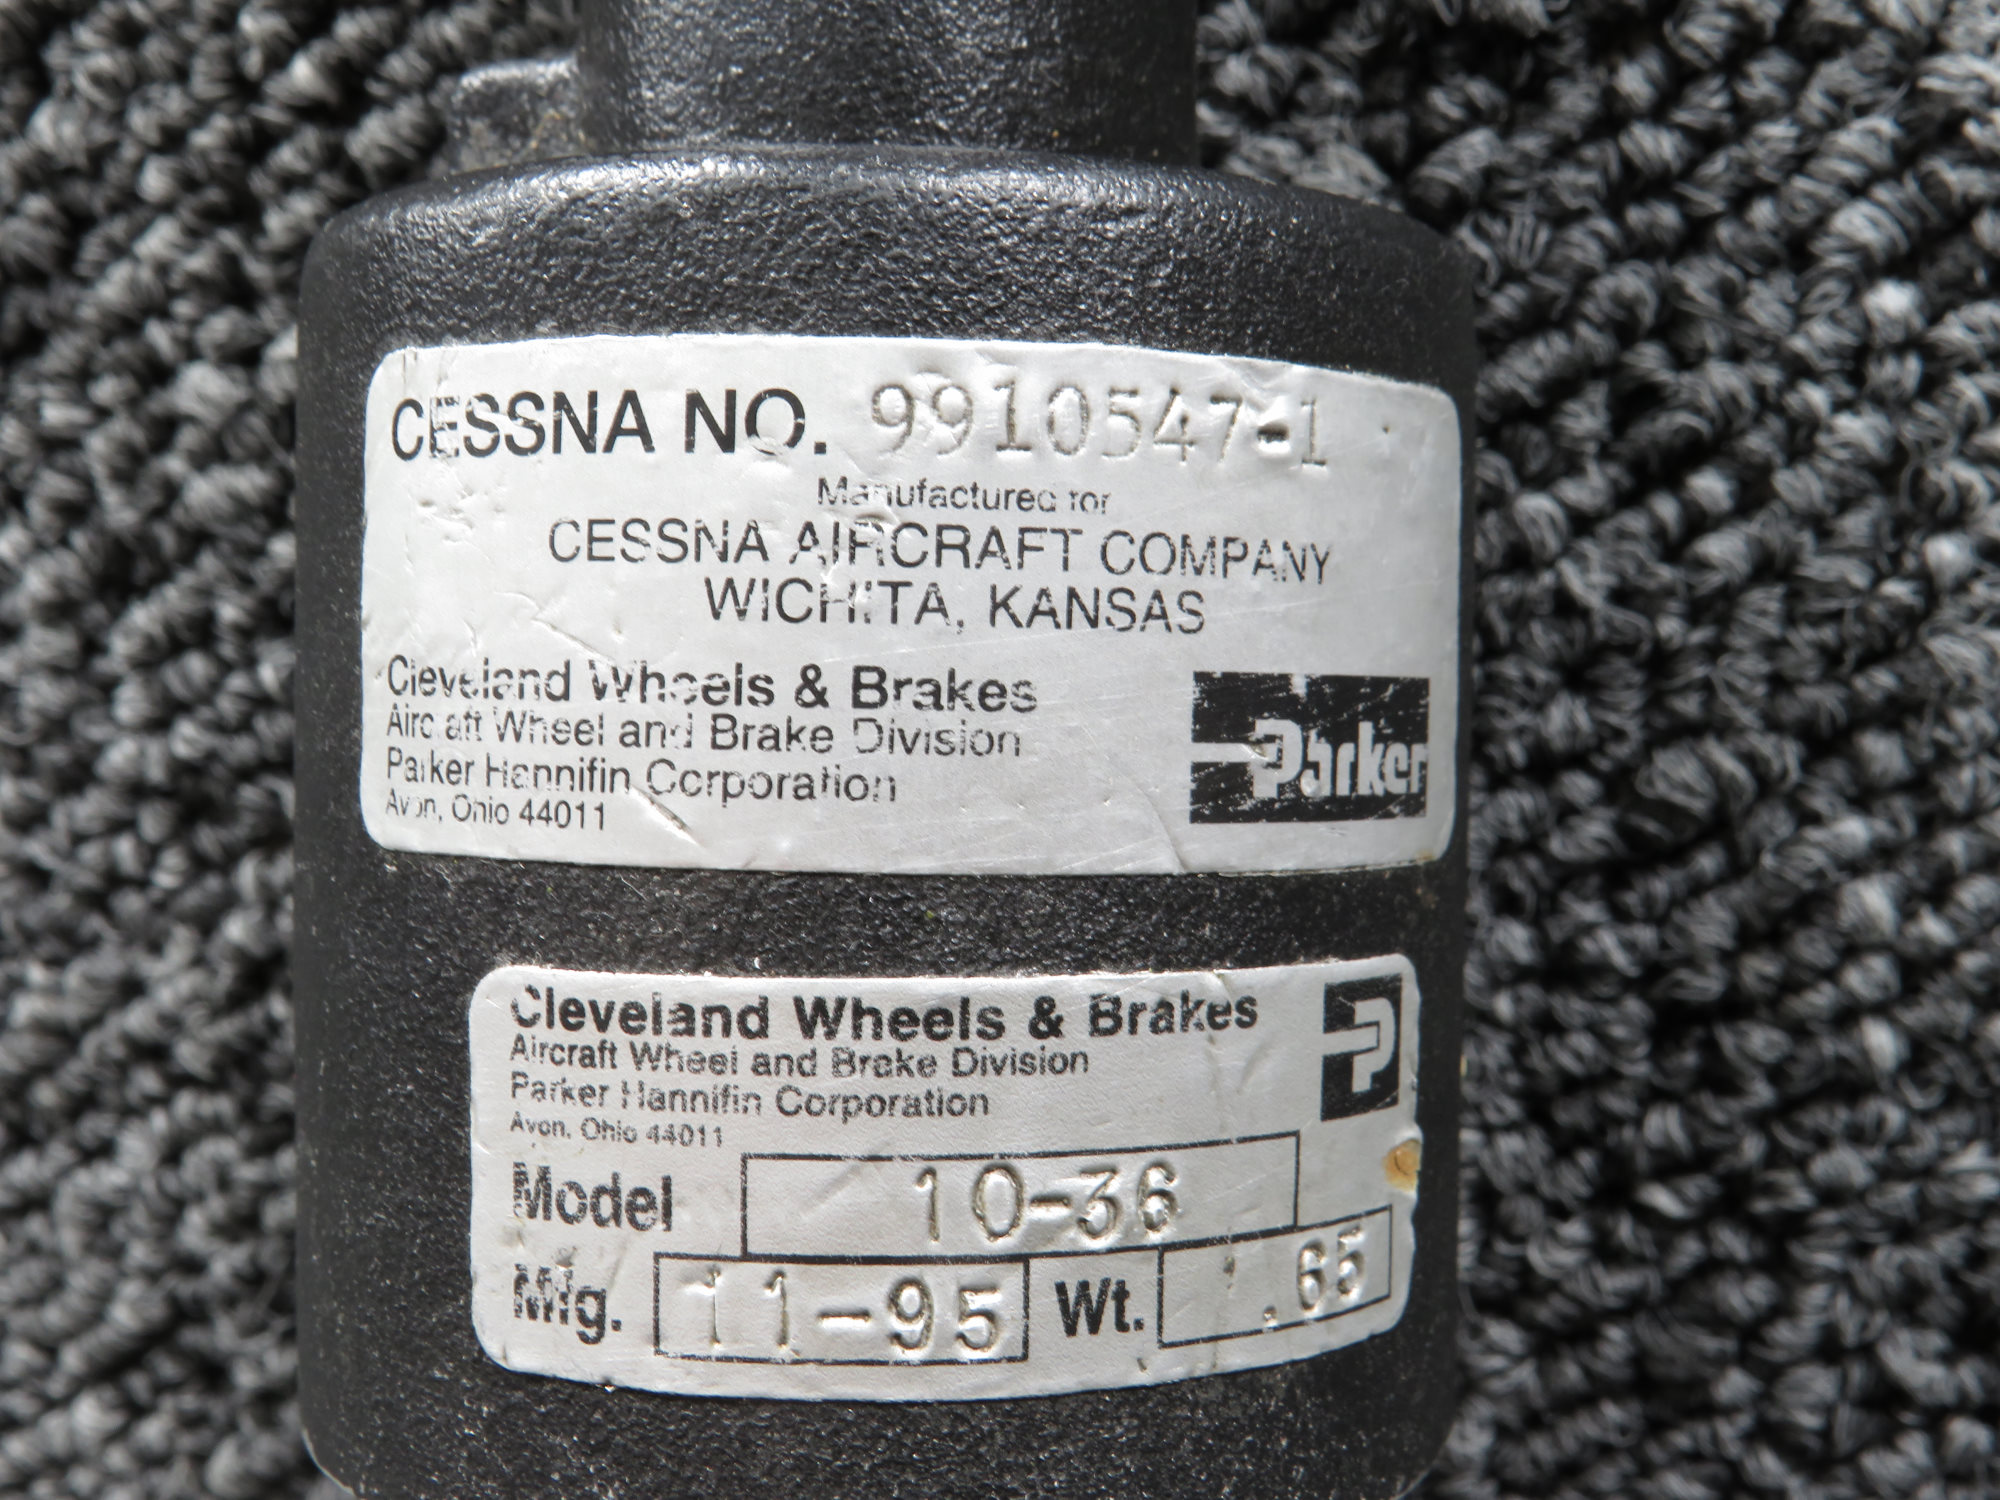 CESSNA NO. 9910547-1
Manufactured for
CESSNA AIRCRAFT COMPANY
WICHITA, KANSAS
Cleveland Wheels & Brakes
Aircraft Wheel and Brake Division
Parker Hannifin Corporation
Avon, Ohio 44011
Parker
Cleveland Wheels & Brakes
Aircraft Wheel and Brake Division
Parker Hannifin Corporation
Avon, Ohio 44011
Model 10-36
Mfg. 11-95 Wt. 1.65